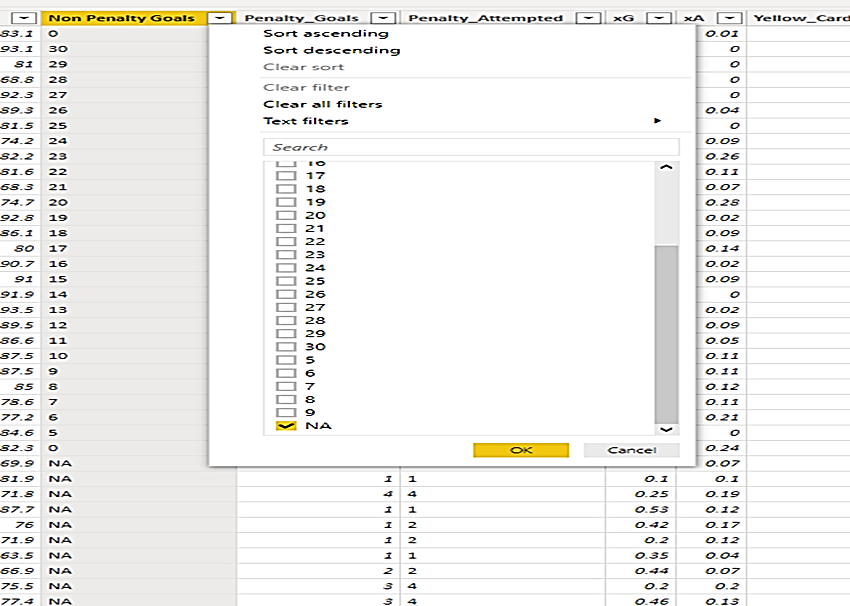 Non Penalty Goals Penalty_Goals Penalty_Attempted xG xA Yellow_Card
83.1 0 0.01
93.1 30 0
81 29 0
68.8 28 0
92.3 27 0
89.3 26 0.04
81.5 25 0
74.2 24 0.09
82.2 23 0.26
81.6 22 0.11
68.3 21 0.07
74.7 20 0.28
92.8 19 0.02
86.1 18 0.09
80 17 0.14
90.7 16 0.02
91 15 0.09
91.9 14 0
93.5 13 0.02
89.5 12 0.09
86.6 11 0.05
87.5 10 0.11
87.5 9 0.11
85 8 0.12
78.6 7 0.11
77.2 6 0.21
84.6 5 0
82.3 0 0.24
69.9 NA 0.07
Sort ascending
Sort descending
Clear sort
Clear filter
Clear all filters
Text filters
Search
16
17
18
19
20
21
22
23
24
25
26
27
28
29
30
5
6
7
8
9
NA
OK Cancel
81.9 NA 1 1 0.1 0.1
71.8 NA 4 4 0.25 0.19
87.7 NA 1 1 0.53 0.12
76 NA 1 2 0.42 0.17
71.9 NA 1 2 0.2 0.12
63.5 NA 1 1 0.35 0.04
66.9 NA 2 2 0.44 0.07
75.5 NA 3 4 0.2 0.2
77.4 NA 3 4 0.46 0.13